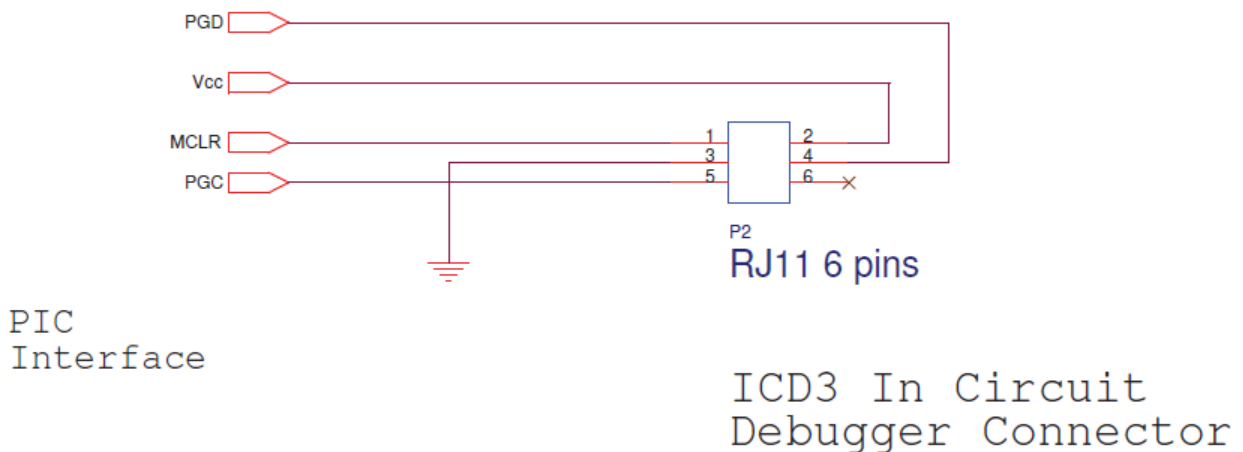 PGD
Vcc
MCLR
PGC
1 2
3 4
5 6
P2
RJ11 6 pins
PIC
Interface
ICD3 In Circuit
Debugger Connector